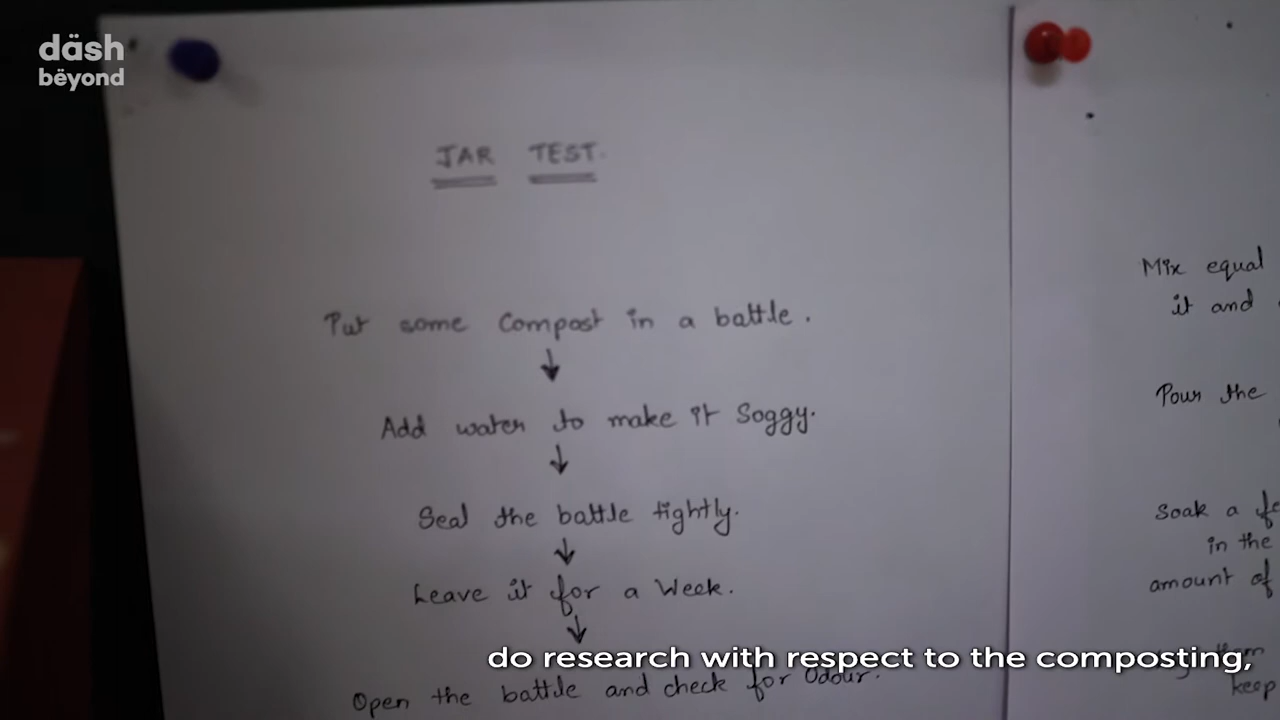 däsh
bëyond
JAR TEST.
Put some Compost in a battle.
↓
Add water to make it Soggy.
↓
Seal the battle tightly.
↓
Leave it for a Week.
↓
Open the battle and check for Odour.
Mix equal
it and
Pour the
Soak a
in the
amount of
keep
do research with respect to the composting,